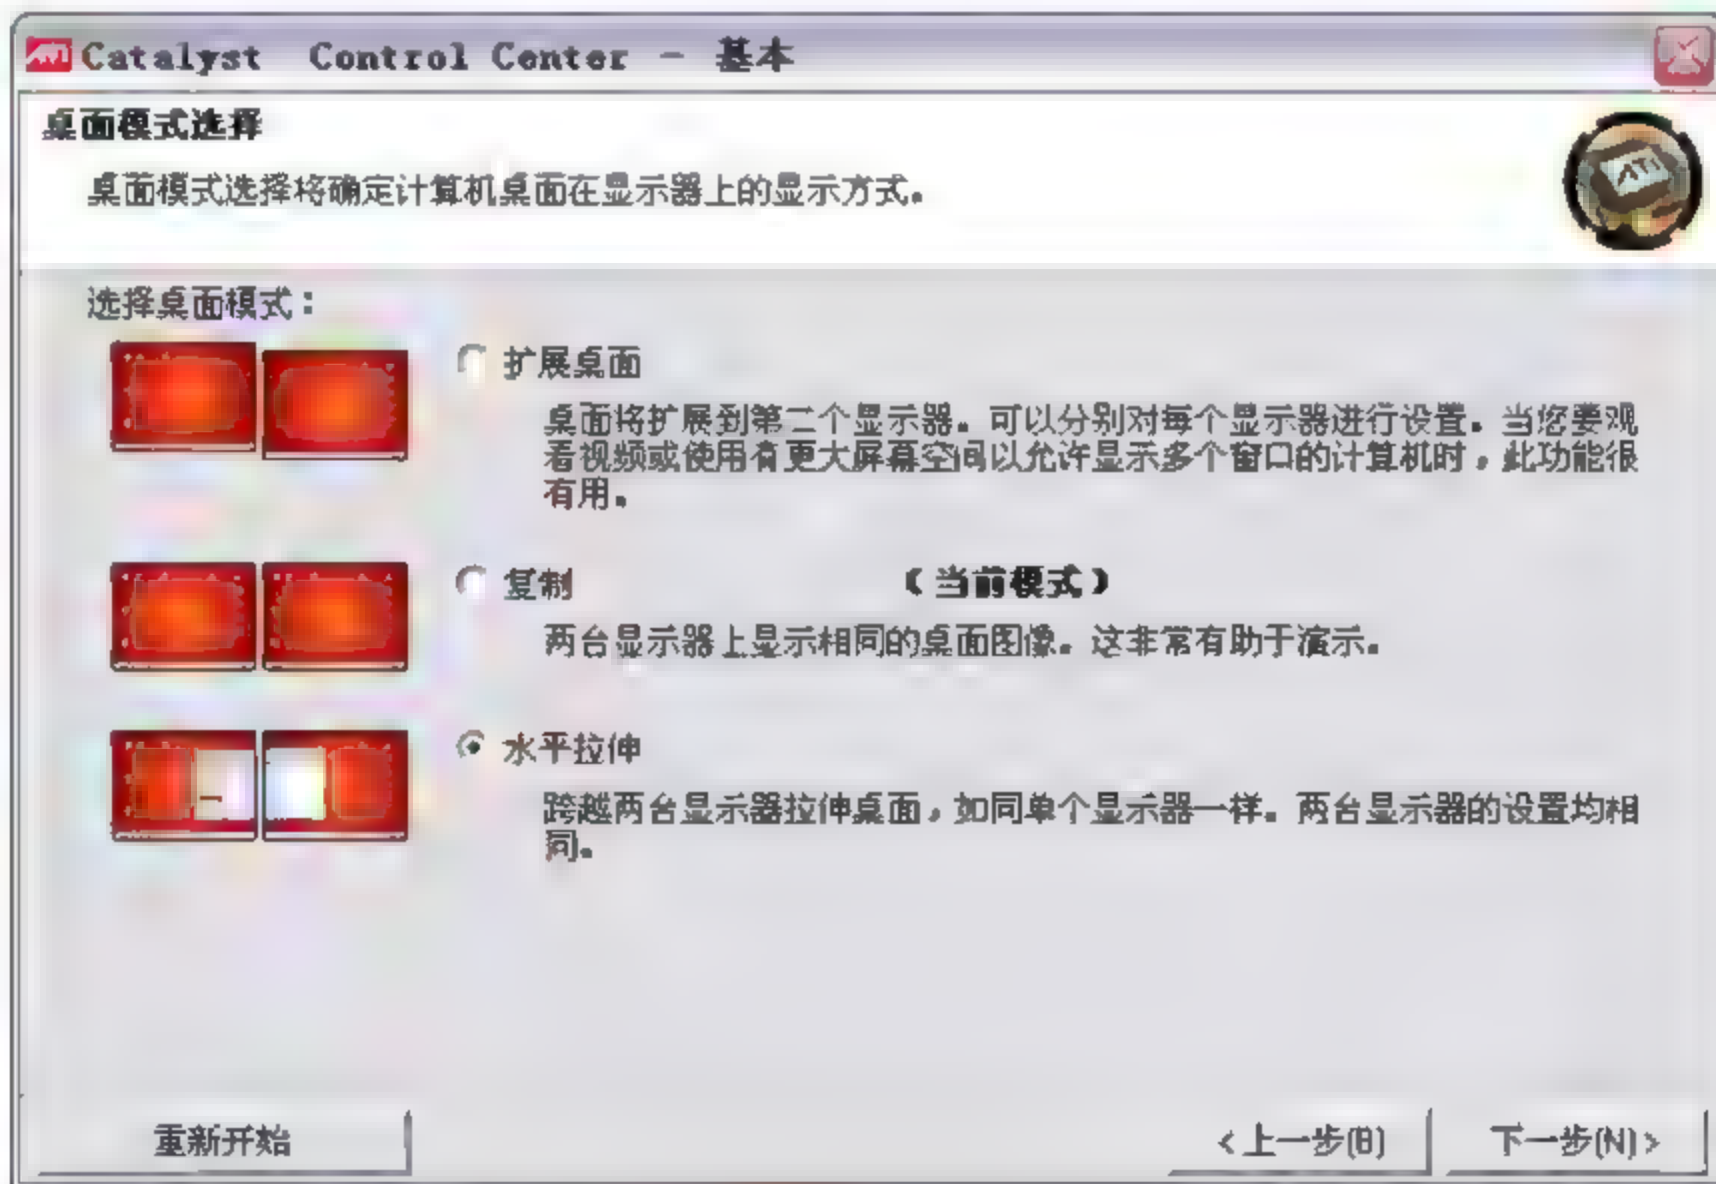 Catalyst Control Center - 基本
桌面模式选择
桌面模式选择将确定计算机桌面在显示器上的显示方式。
ATI
选择桌面模式：
扩展桌面
桌面将扩展到第二个显示器。可以分别对每个显示器进行设置。当您要观
看视频或使用有更大屏幕空间以允许显示多个窗口的计算机时，此功能很
有用。
复制 （当前模式）
两台显示器上显示相同的桌面图像。这非常有助于演示。
水平拉伸
跨越两台显示器拉伸桌面，如同单个显示器一样。两台显示器的设置均相
同。
重新开始 <上一步(B) 下一步(N)>